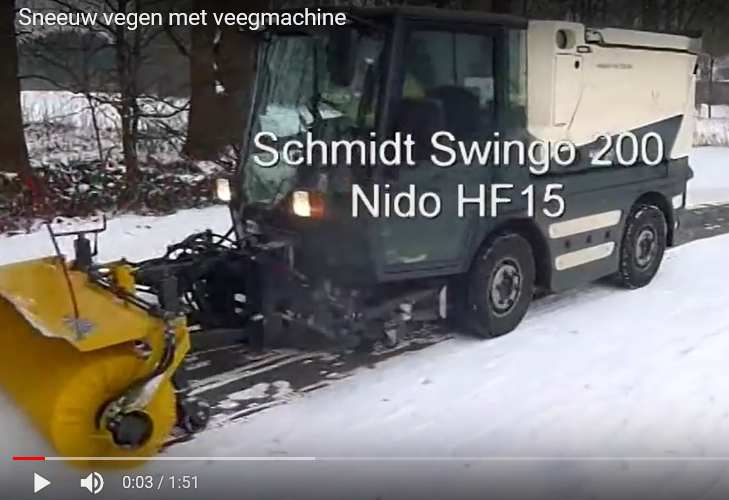 Sneeuw vegen met veegmachine
Schmidt Swingo 200
Nido HF15
0:03 / 1:51